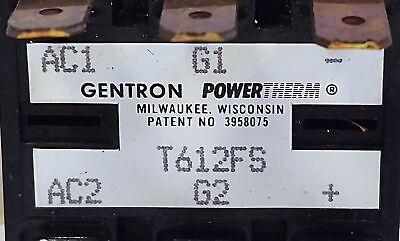 AC1 G1 -
GENTRON POWERTHERM ®
MILWAUKEE, WISCONSIN
PATENT NO 3958075
T612F5
AC2 G2 +